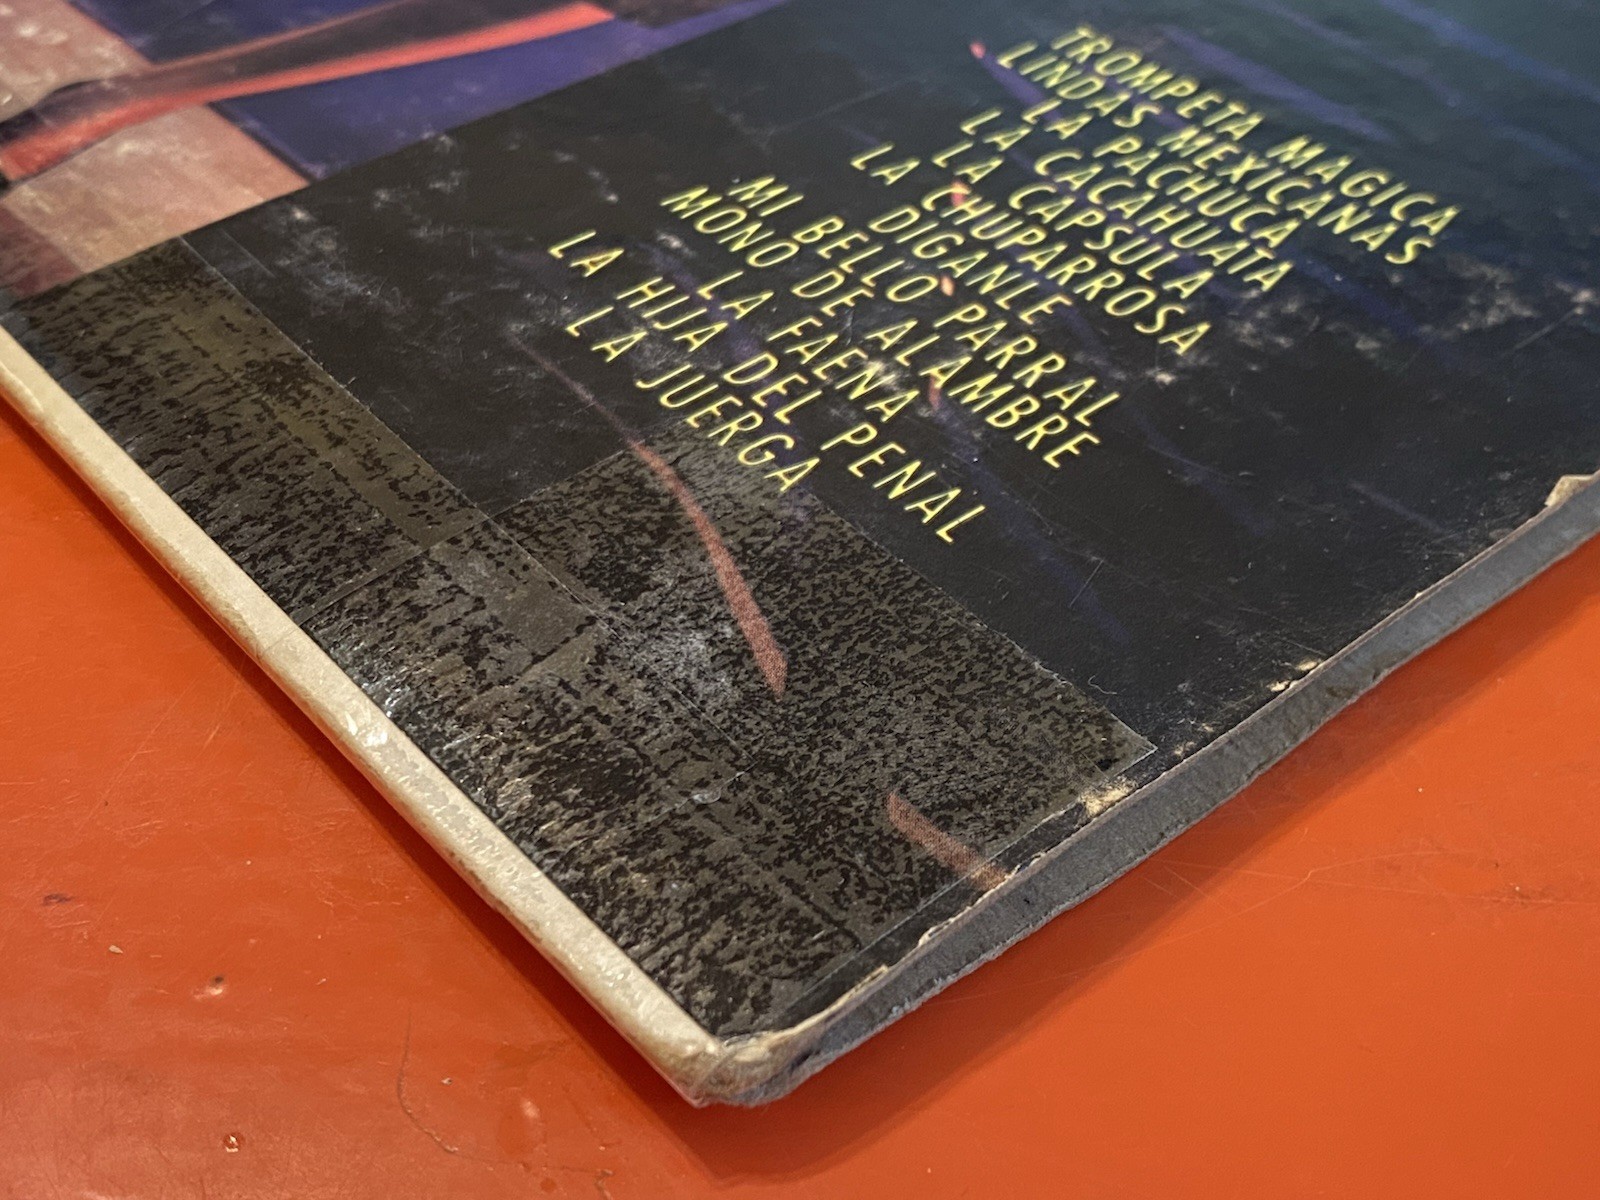 TROMPETA MAGICA
LINDAS MEXICANAS
LA PACHUCA
LA CACAHUATA
LA CAPSULA
LA CHUPARROSA
DIGANLE
MI BELLO PARRAL
MONO DE ALAMBRE
LA FAENA
LA HIJA DEL PENAL
LA JUERGA